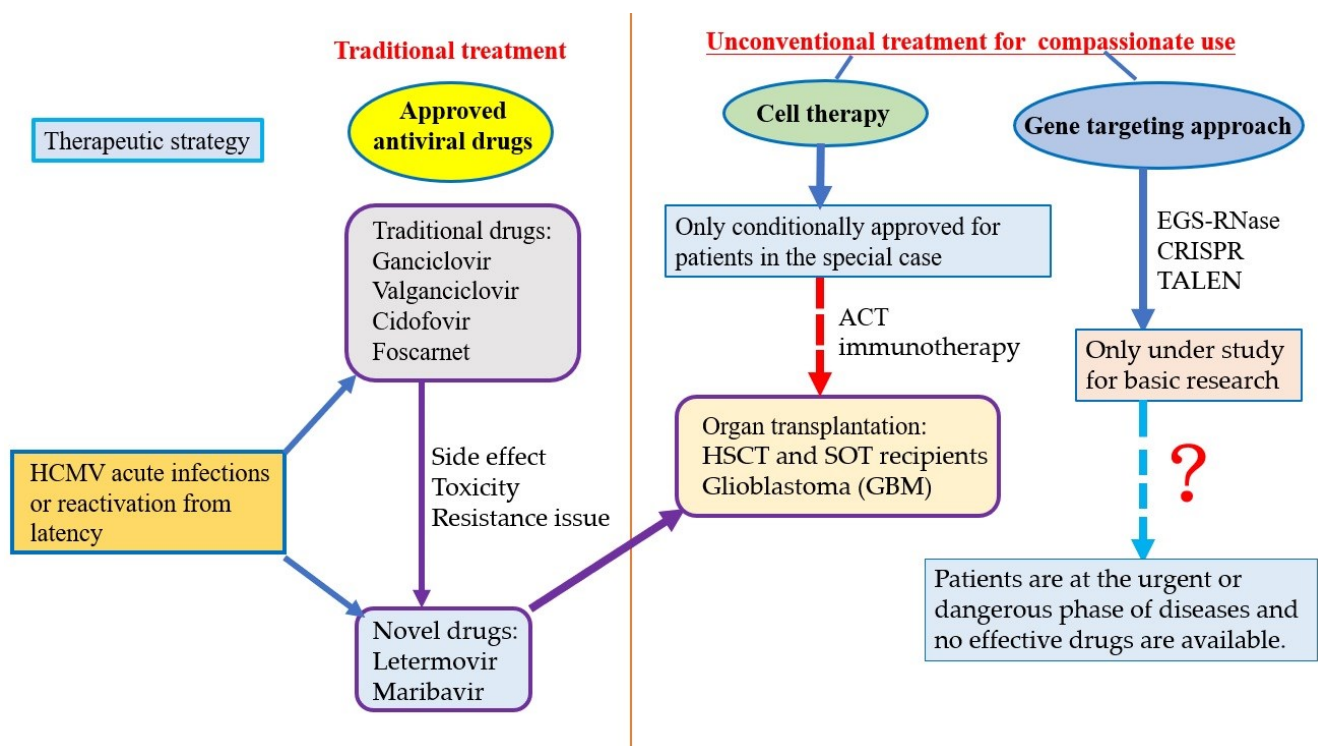 Traditional treatment
Unconventional treatment for compassionate use
Therapeutic strategy
Approved
antiviral drugs
Cell therapy
Gene targeting approach
Traditional drugs:
Ganciclovir
Valganciclovir
Cidofovir
Foscarnet
Only conditionally approved for
patients in the special case
EGS-RNase
CRISPR
TALEN
ACT
immunotherapy
Only under study
for basic research
HCMV acute infections
or reactivation from
latency
Side effect
Toxicity
Resistance issue
Organ transplantation:
HSCT and SOT recipients
Glioblastoma (GBM)
?
Novel drugs:
Letermovir
Maribavir
Patients are at the urgent or
dangerous phase of diseases and
no effective drugs are available.